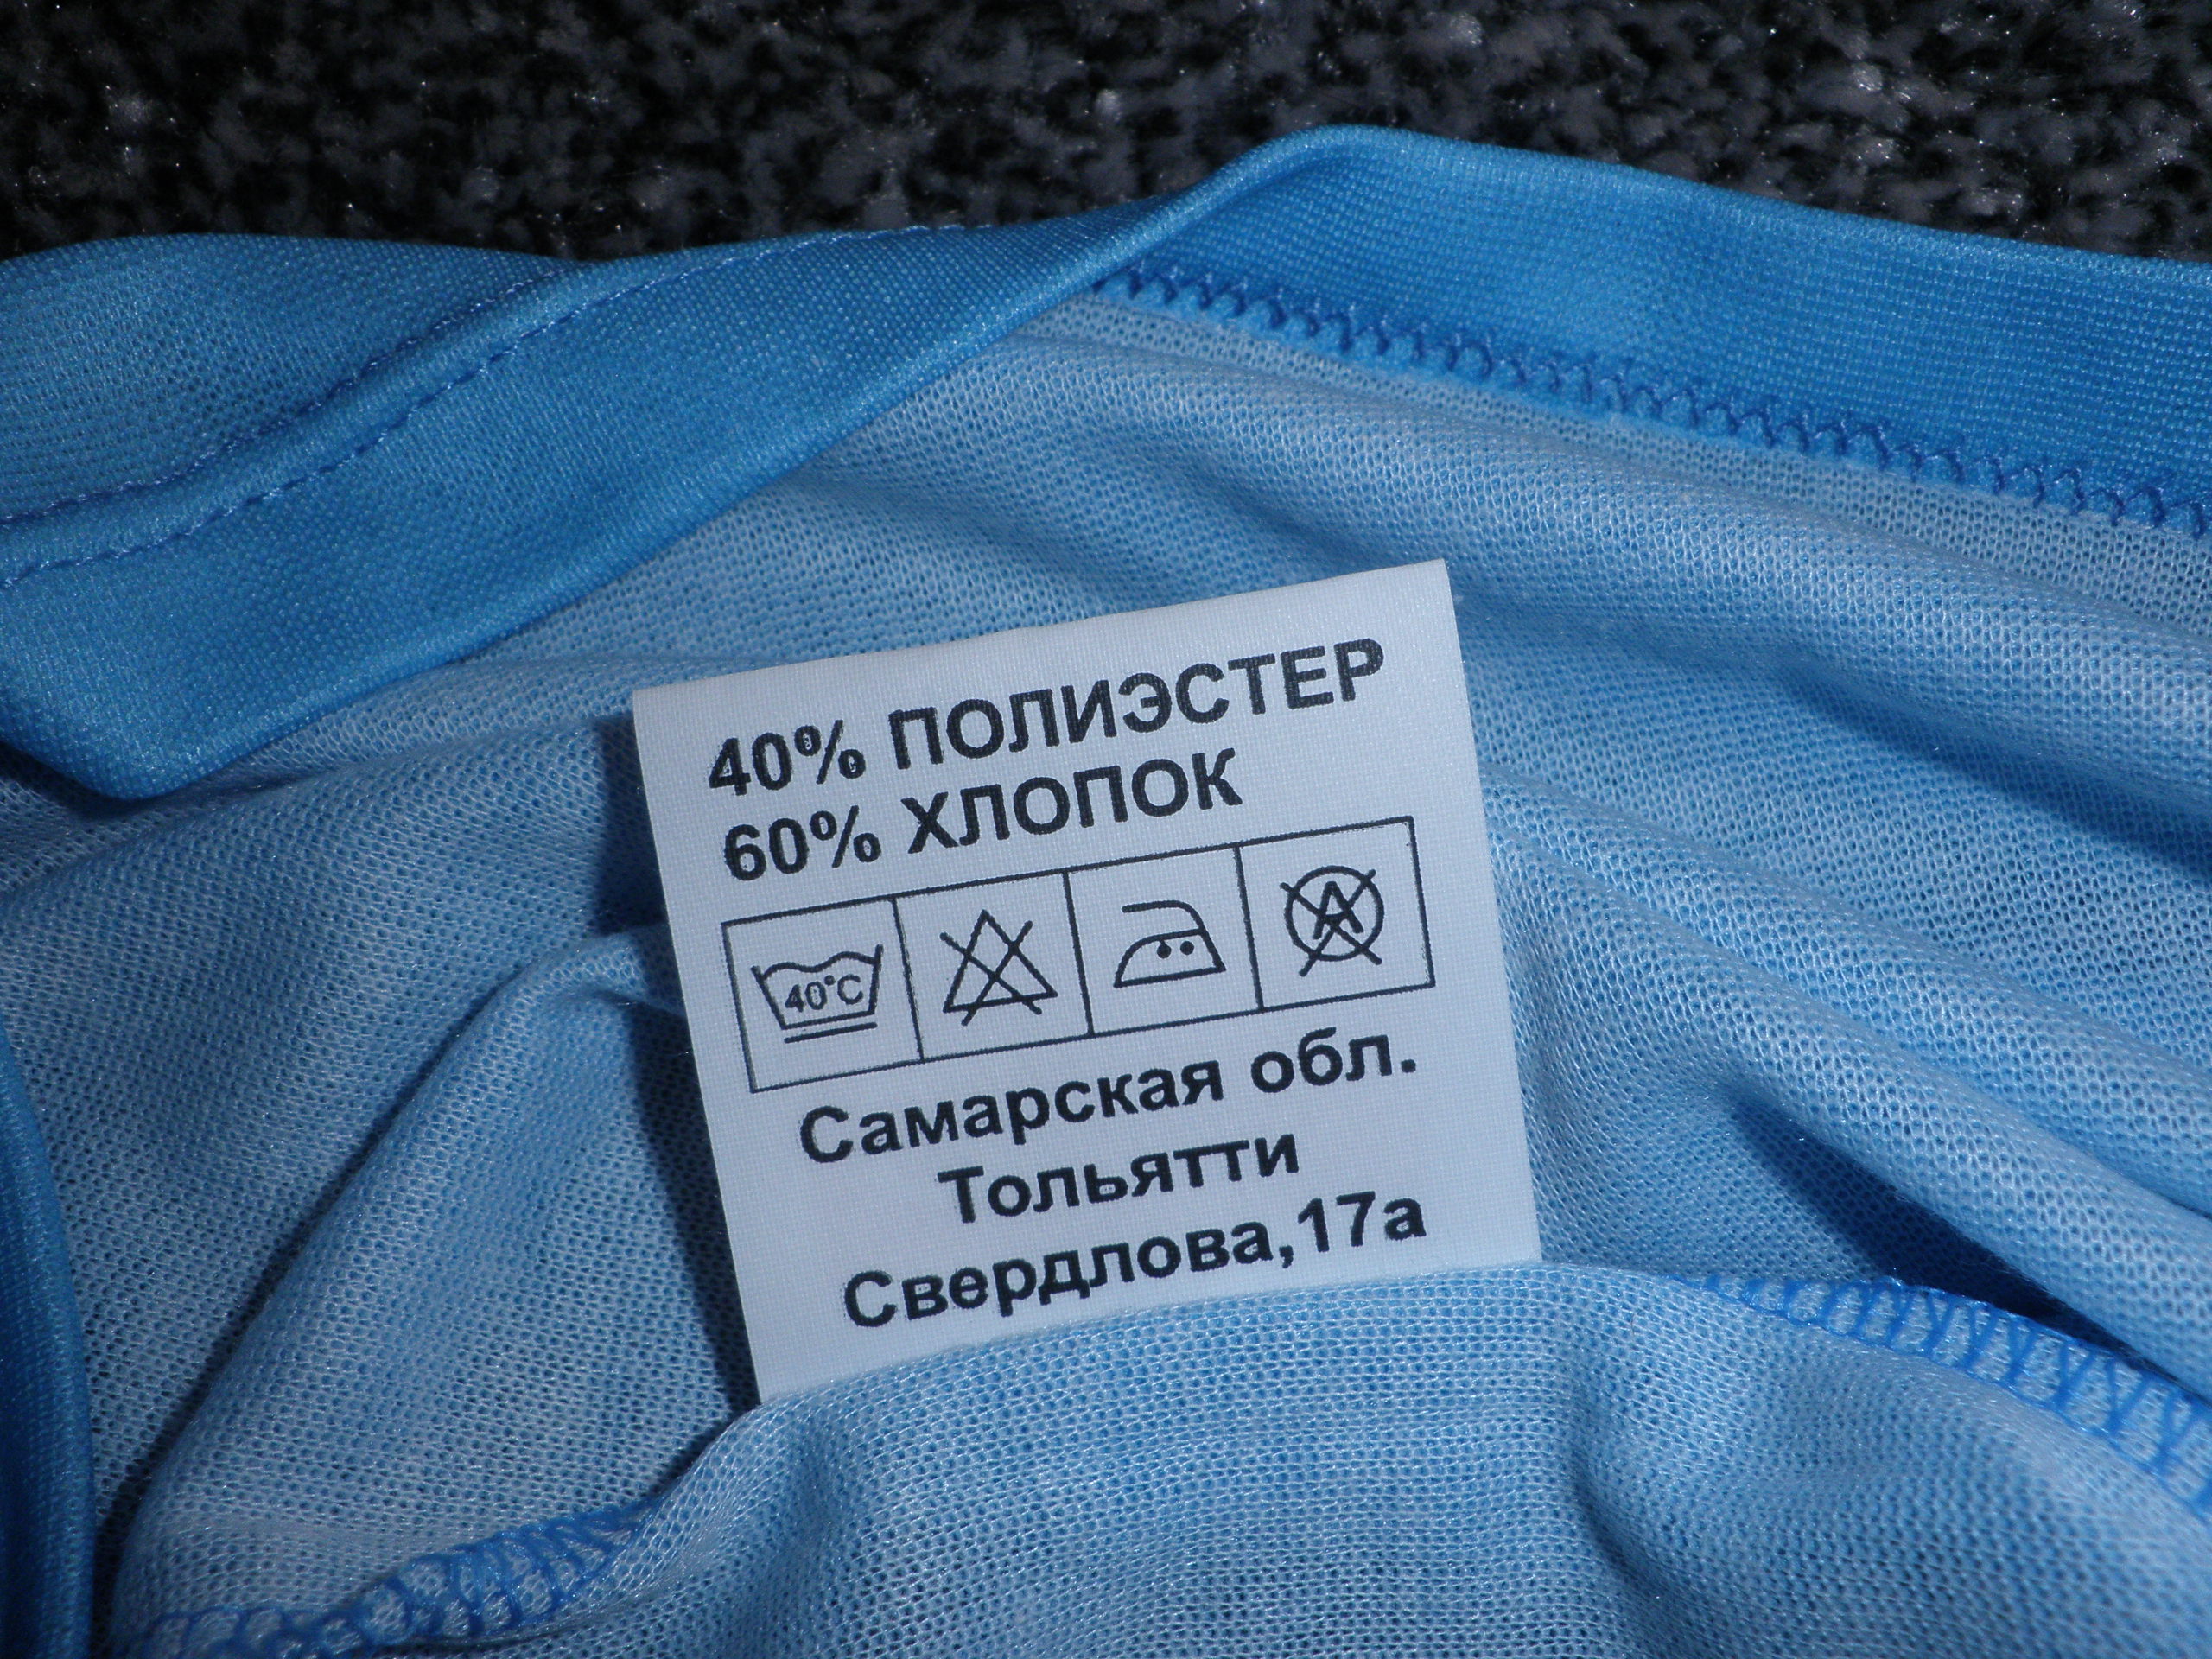 40% ПОЛИЭСТЕР
60% ХЛОПОК
40°C A
Самарская обл.
Тольятти
Свердлова,17а